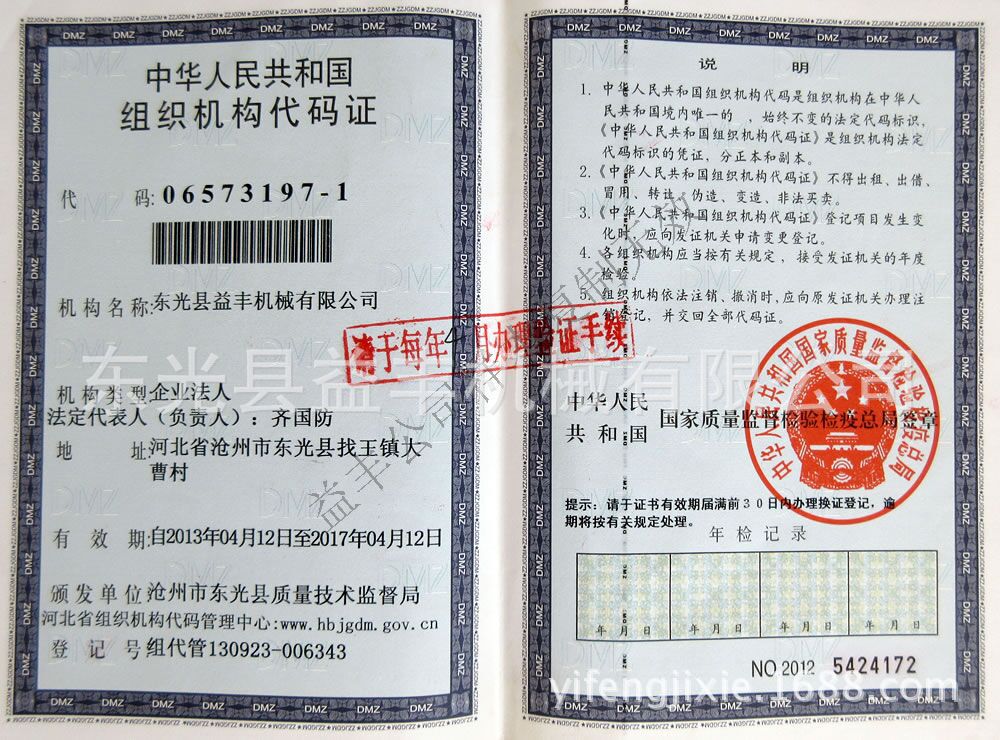 中华人民共和国
组织机构代码证
代 码: 06573197-1
机构名称:东光县益丰机械有限公司
机构类型 企业法人
法定代表人（负责人）：齐国防
地 址:河北省沧州市东光县找王镇大
曹村
有 效 期:自2013年04月12日至2017年04月12日
颁发单位 沧州市东光县质量技术监督局
河北省组织机构代码管理中心:www.hbjgdm.gov.cn
登 记 号 组代管130923-006343
说 明
1. 中华人民共和国组织机构代码是组织机构在中华人
民共和国境内唯一的 、始终不变的法定代码标识，
《中华人民共和国组织机构代码证》是组织机构法定
代码标识的凭证，分正本和副本。
2.《中华人民共和国组织机构代码证》不得出租、出借、
冒用、转让、伪造、变造、非法买卖。
3.《中华人民共和国组织机构代码证》登记项目发生变
化时，应向发证机关申请变更登记。
4. 各组织机构应当按有关规定，接受发证机关的年度
检验。
5. 组织机构依法注销、撤消时，应向原发证机关办理注
销登记，并交回全部代码证。
请于每年4月办理验证手续
中华人民
共和国
国家质量监督检验检疫总局签章
中华人民共和国国家质量监督检验检疫总局
提示：请于证书有效期届满前30日内办理换证登记，逾
期将按有关规定处理。
年检记录
年 月 日 年 月 日 年 月 日 年 月 日
NO 2012 5424172
东光县益丰机械有限公司
yifengjixie.1688.com